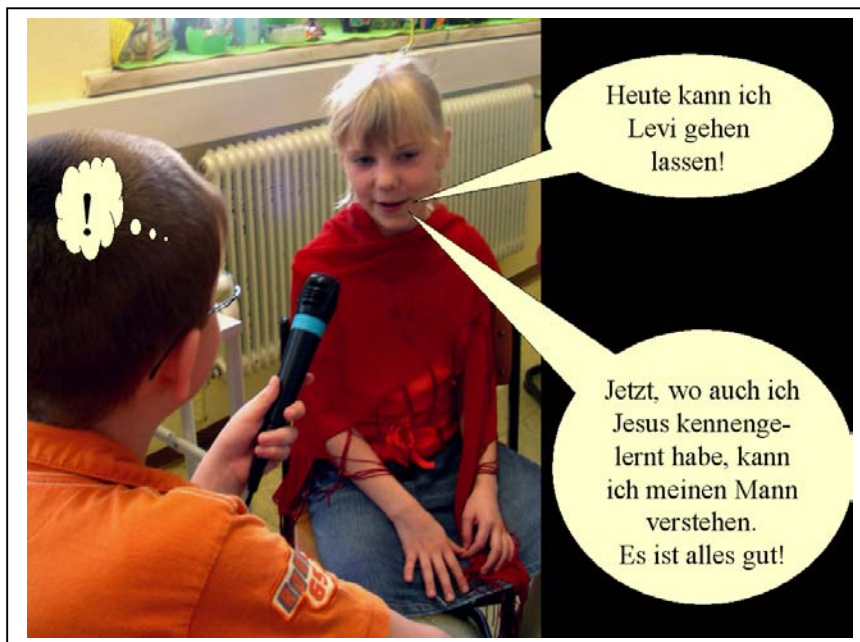 Heute kann ich
Levi gehen
lassen!
!
Jetzt, wo auch ich
Jesus kennenge-
lernt habe, kann
ich meinen Mann
verstehen.
Es ist alles gut!